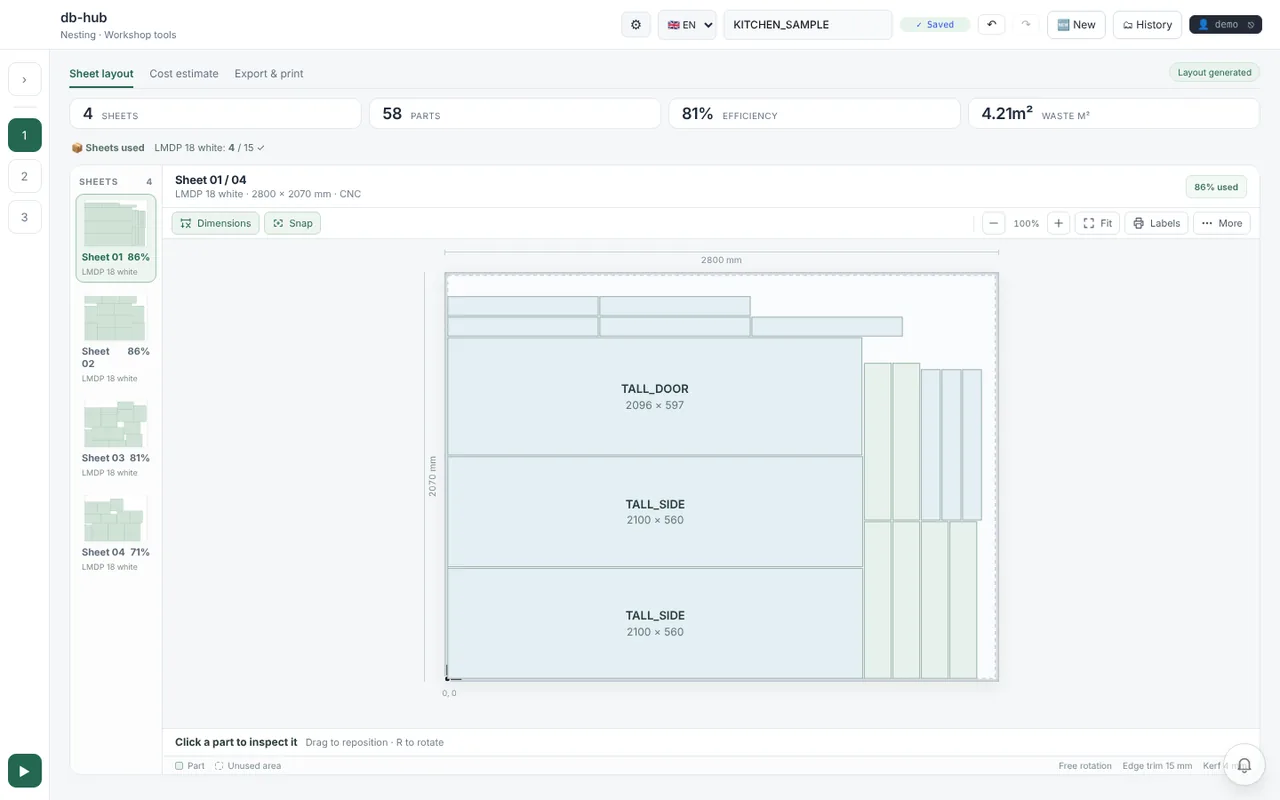 db-hub
Nesting · Workshop tools
🇬🇧 EN
KITCHEN_SAMPLE
✓ Saved
🆕 New
History
demo
Sheet layout
Cost estimate
Export & print
Layout generated
4 SHEETS
58 PARTS
81% EFFICIENCY
4.21m² WASTE M²
📦 Sheets used LMDP 18 white: 4 / 15 ✓
1
2
3
SHEETS 4
Sheet 01 86%
LMDP 18 white
Sheet 02 86%
LMDP 18 white
Sheet 03 81%
LMDP 18 white
Sheet 04 71%
LMDP 18 white
Sheet 01 / 04
LMDP 18 white · 2800 × 2070 mm · CNC
86% used
Dimensions
Snap
100%
Fit
Labels
More
2800 mm
2070 mm
TALL_DOOR
2096 × 597
TALL_SIDE
2100 × 560
TALL_SIDE
2100 × 560
0, 0
Click a part to inspect it Drag to reposition · R to rotate
Part
Unused area
Free rotation
Edge trim 15 mm
Kerf 4